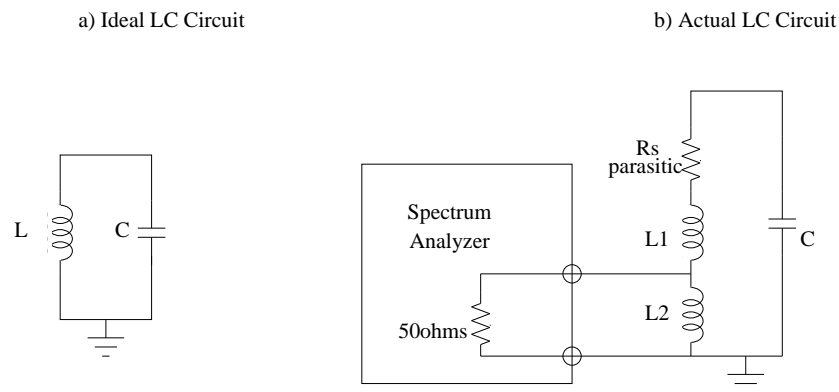 a) Ideal LC Circuit
b) Actual LC Circuit
L
C
Spectrum
Analyzer
50ohms
Rs
parasitic
L1
L2
C